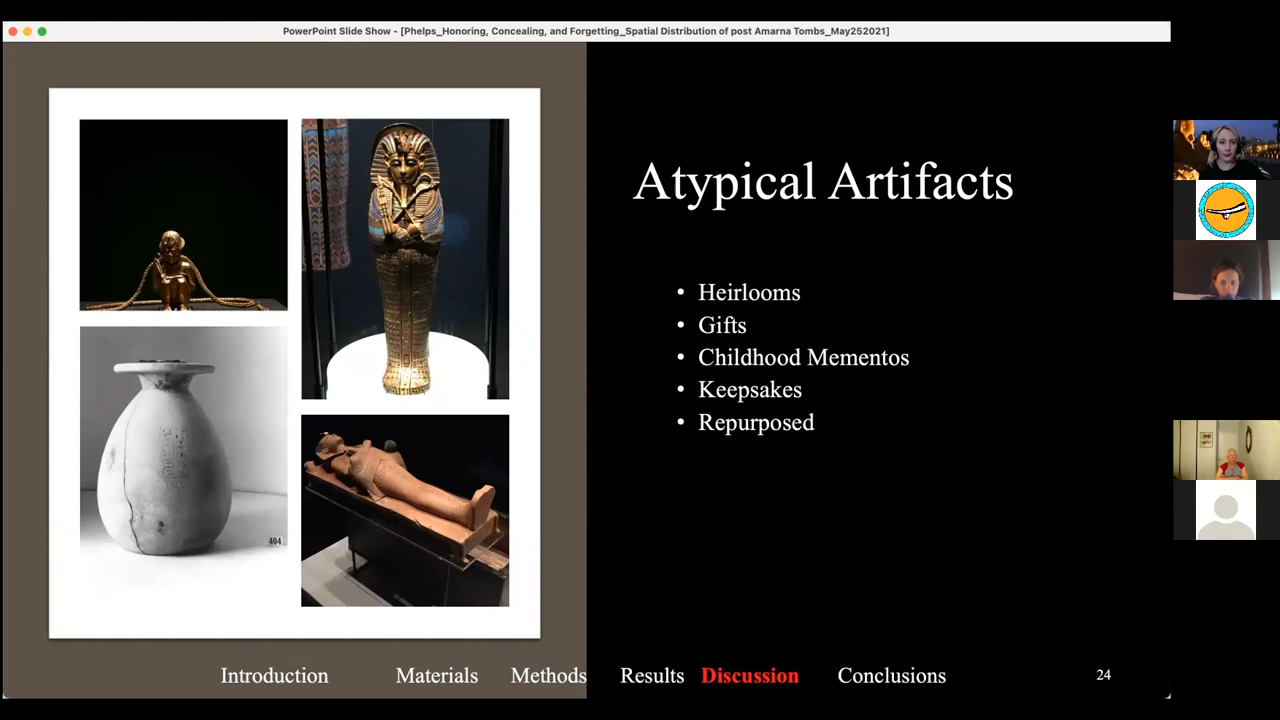 PowerPoint Slide Show - [Phelps_Honoring, Concealing, and Forgetting_Spatial Distribution of post Amarna Tombs_May252021]
Atypical Artifacts
• Heirlooms
• Gifts
• Childhood Mementos
• Keepsakes
• Repurposed
404
Introduction Materials Methods Results Discussion Conclusions 24